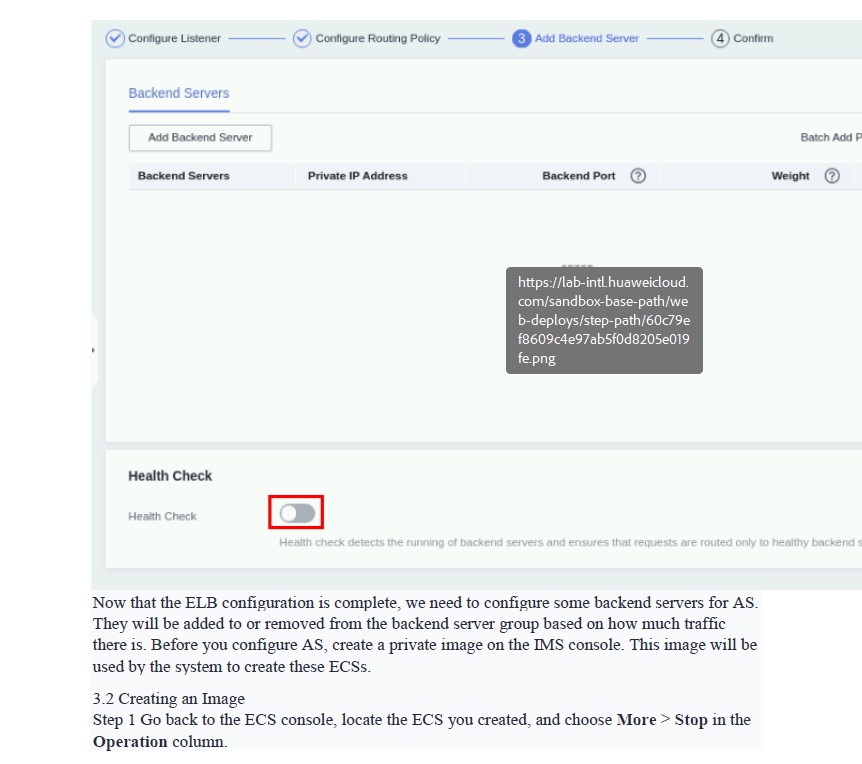 Configure Listener
Configure Routing Policy
3 Add Backend Server
4 Confirm
Backend Servers
Add Backend Server
Batch Add P
Backend Servers Private IP Address Backend Port ? Weight ?
https://lab-intl.huaweicloud.
com/sandbox-base-path/we
b-deploys/step-path/60c79e
f8609c4e97ab5f0d8205e019
fe.png
Health Check
Health Check
Health check detects the running of backend servers and ensures that requests are routed only to healthy backend s
Now that the ELB configuration is complete, we need to configure some backend servers for AS.
They will be added to or removed from the backend server group based on how much traffic
there is. Before you configure AS, create a private image on the IMS console. This image will be
used by the system to create these ECSs.
3.2 Creating an Image
Step 1 Go back to the ECS console, locate the ECS you created, and choose More > Stop in the
Operation column.